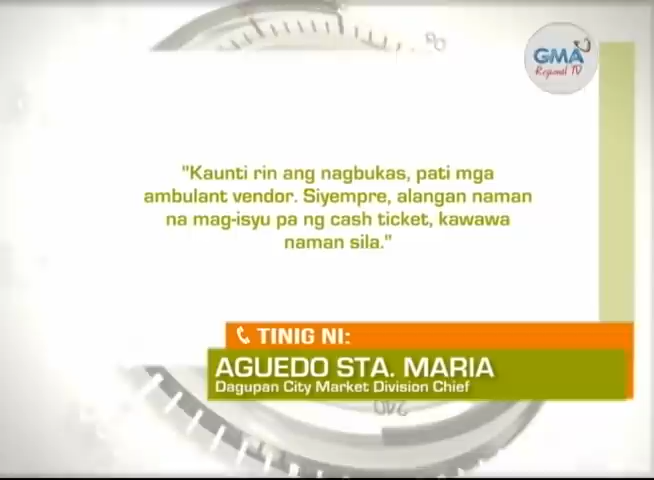 GMA
Regional TV
"Kaunti rin ang nagbukas, pati mga
ambulant vendor. Siyempre, alangan naman
na mag-isyu pa ng cash ticket, kawawa
naman sila."
TINIG NI:
AGUEDO STA. MARIA
Dagupan City Market Division Chief